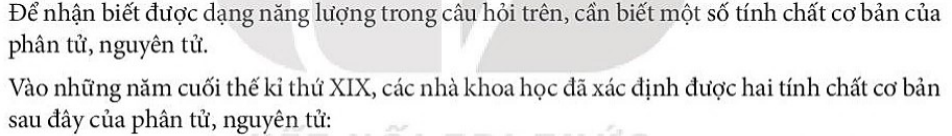 Để nhận biết được dạng năng lượng trong câu hỏi trên, cần biết một số tính chất cơ bản của
phân tử, nguyên tử.
Vào những năm cuối thế kỉ thứ XIX, các nhà khoa học đã xác định được hai tính chất cơ bản
sau đây của phân tử, nguyên tử: